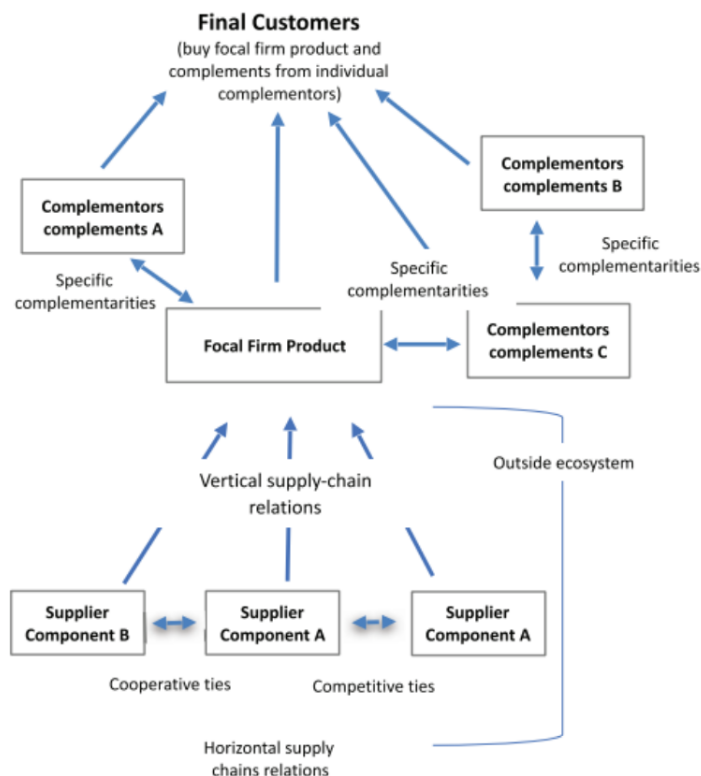 Final Customers
(buy focal firm product and
complements from individual
complementors)
Complementors
complements B
Complementors
complements A
Specific
complementarities
Specific
complementarities
Specific
complementarities
Focal Firm Product
Complementors
complements C
Outside ecosystem
Vertical supply-chain
relations
Supplier
Component B
Supplier
Component A
Supplier
Component A
Cooperative ties
Competitive ties
Horizontal supply
chains relations